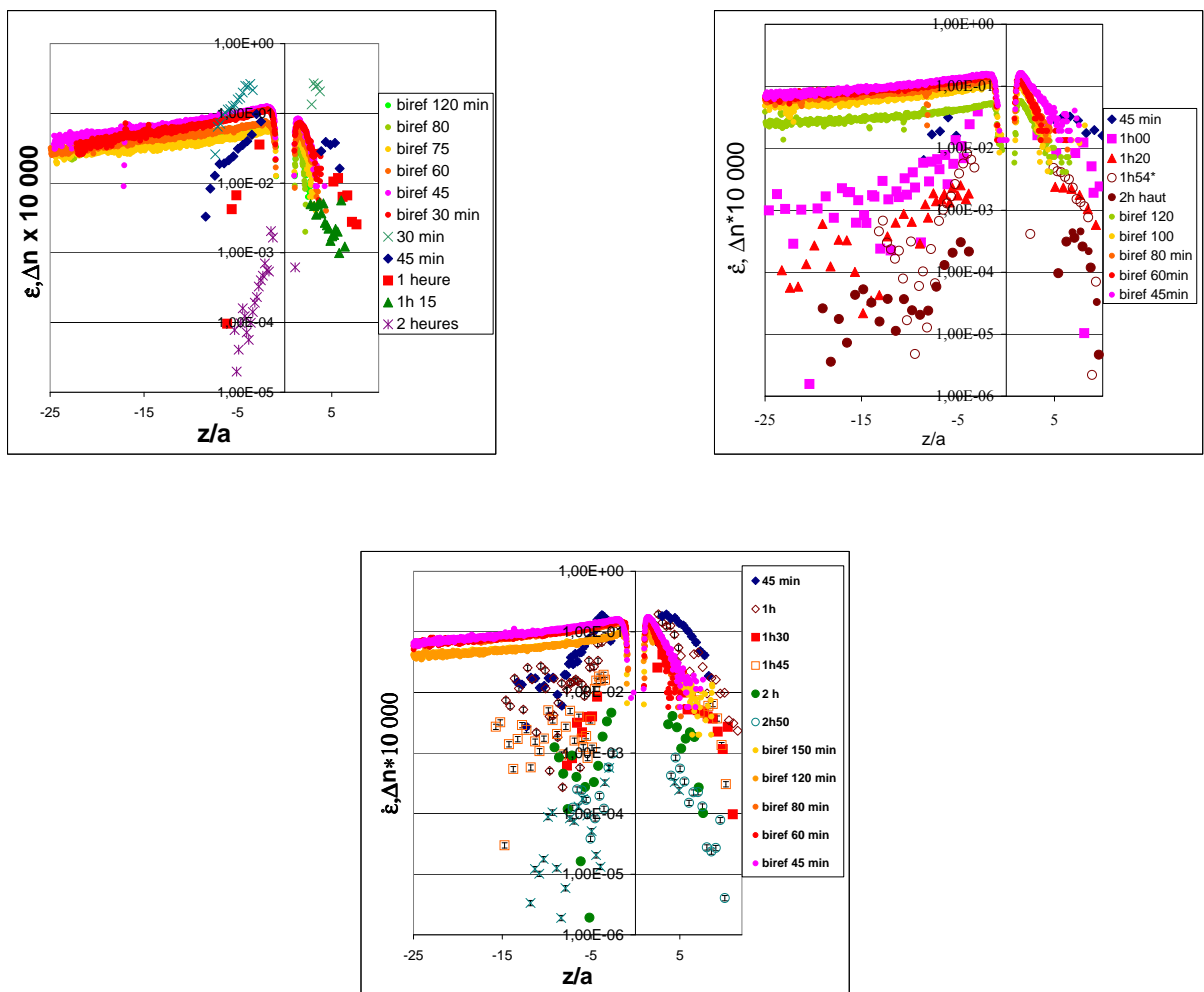 1,00E+00
1,00E-01
1,00E-02
1,00E-03
1,00E-04
1,00E-05
-25
-15
-5
5
z/a
ε,Δn x 10 000
biref 120 min
biref 80
biref 75
biref 60
biref 45
biref 30 min
30 min
45 min
1 heure
1h 15
2 heures
1,00E+00
1,00E-01
1,00E-02
1,00E-03
1,00E-04
1,00E-05
1,00E-06
-25
-15
-5
5
z/a
ε̇, Δn*10 000
45 min
1h00
1h20
1h54*
2h haut
biref 120
biref 100
biref 80 min
biref 60min
biref 45min
1,00E+00
1,00E-01
1,00E-02
1,00E-03
1,00E-04
1,00E-05
1,00E-06
-25
-15
-5
5
z/a
ε̇,Δn*10 000
45 min
1h
1h30
1h45
2 h
2h50
biref 150 min
biref 120 min
biref 80 min
biref 60 min
biref 45 min